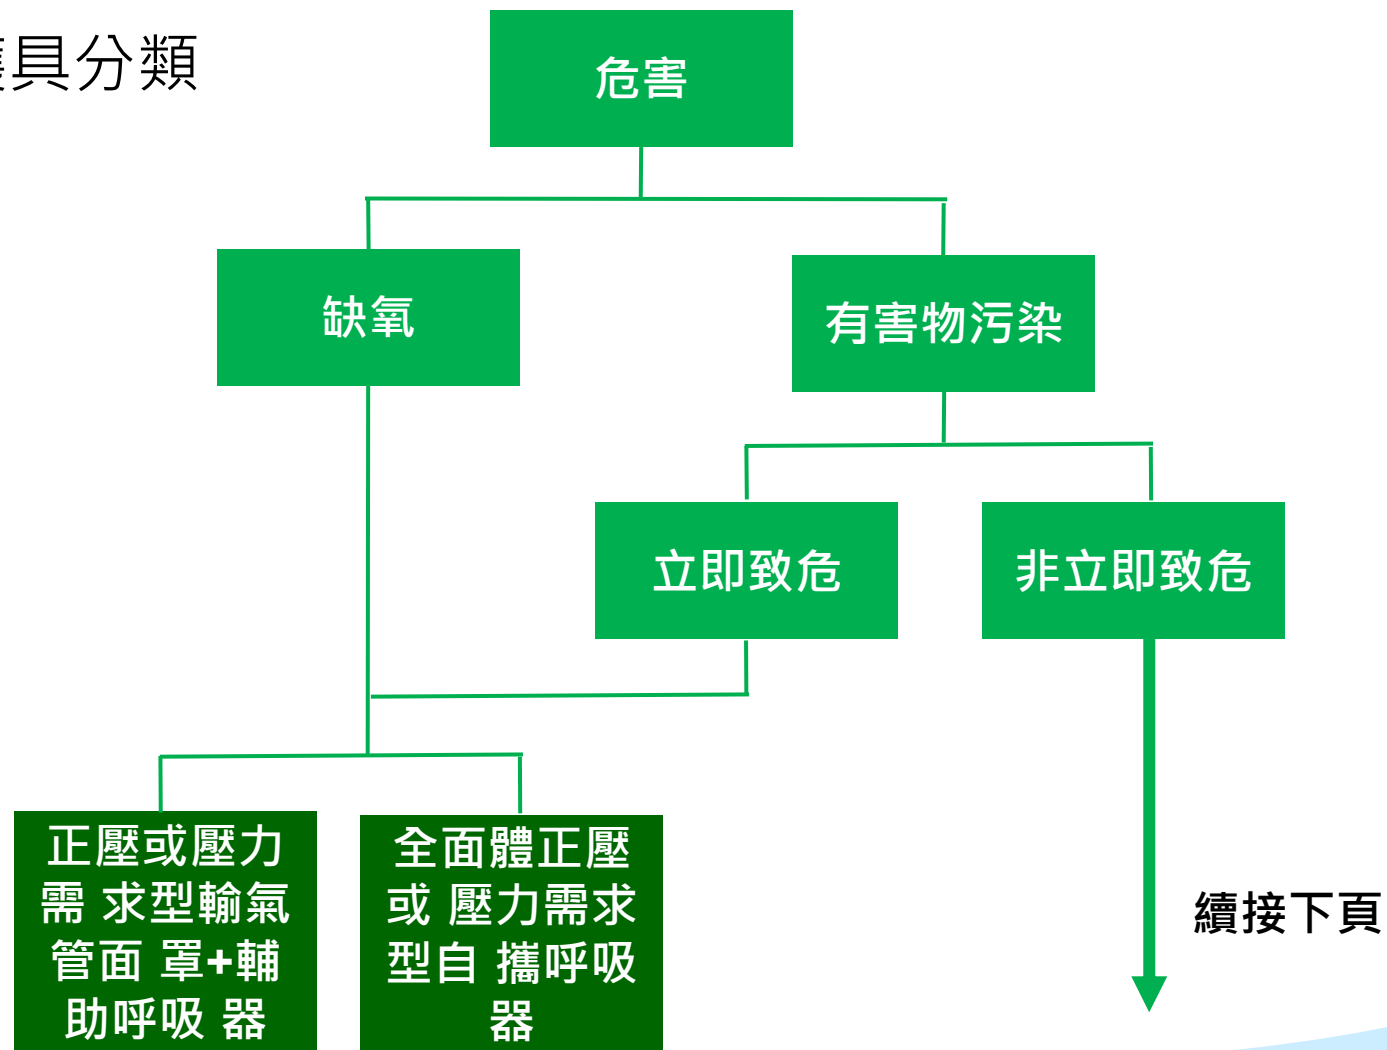 具分類
危害
缺氧
有害物污染
立即致危
非立即致危
正壓或壓力
需 求型輸氣
管面 罩+輔
助呼吸 器
全面體正壓
或 壓力需求
型自 攜呼吸
器
續接下頁